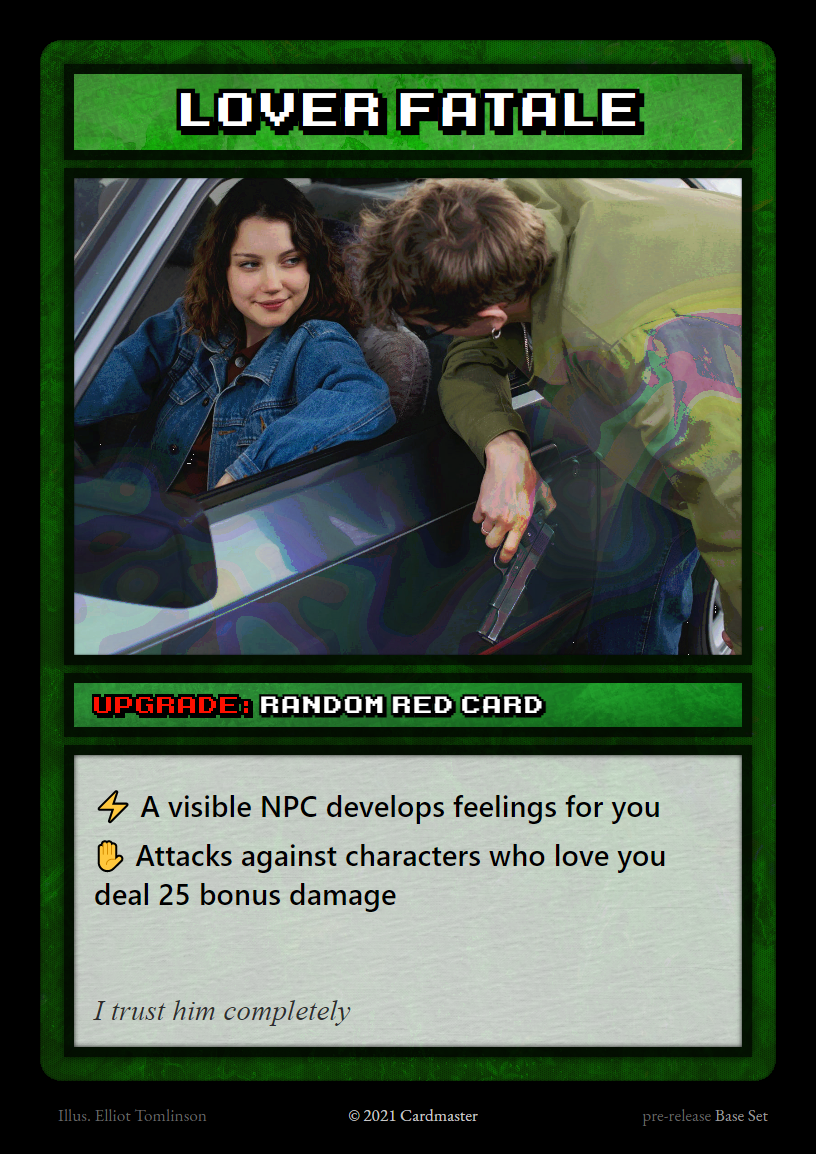 LOVER FATALE
UPGRADE: RANDOM RED CARD
⚡ A visible NPC develops feelings for you
✋ Attacks against characters who love you
deal 25 bonus damage
I trust him completely
Illus. Elliot Tomlinson © 2021 Cardmaster pre-release Base Set